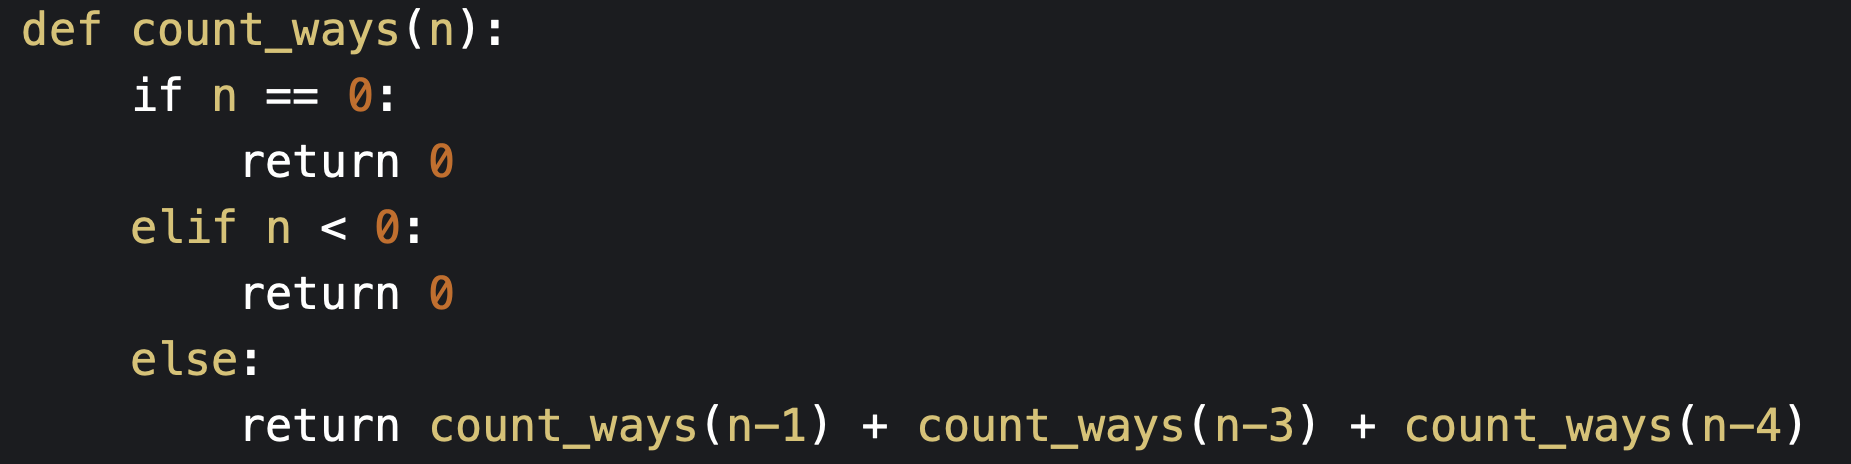 def count_ways(n):
    if n == 0:
        return 0
    elif n < 0:
        return 0
    else:
        return count_ways(n-1) + count_ways(n-3) + count_ways(n-4)